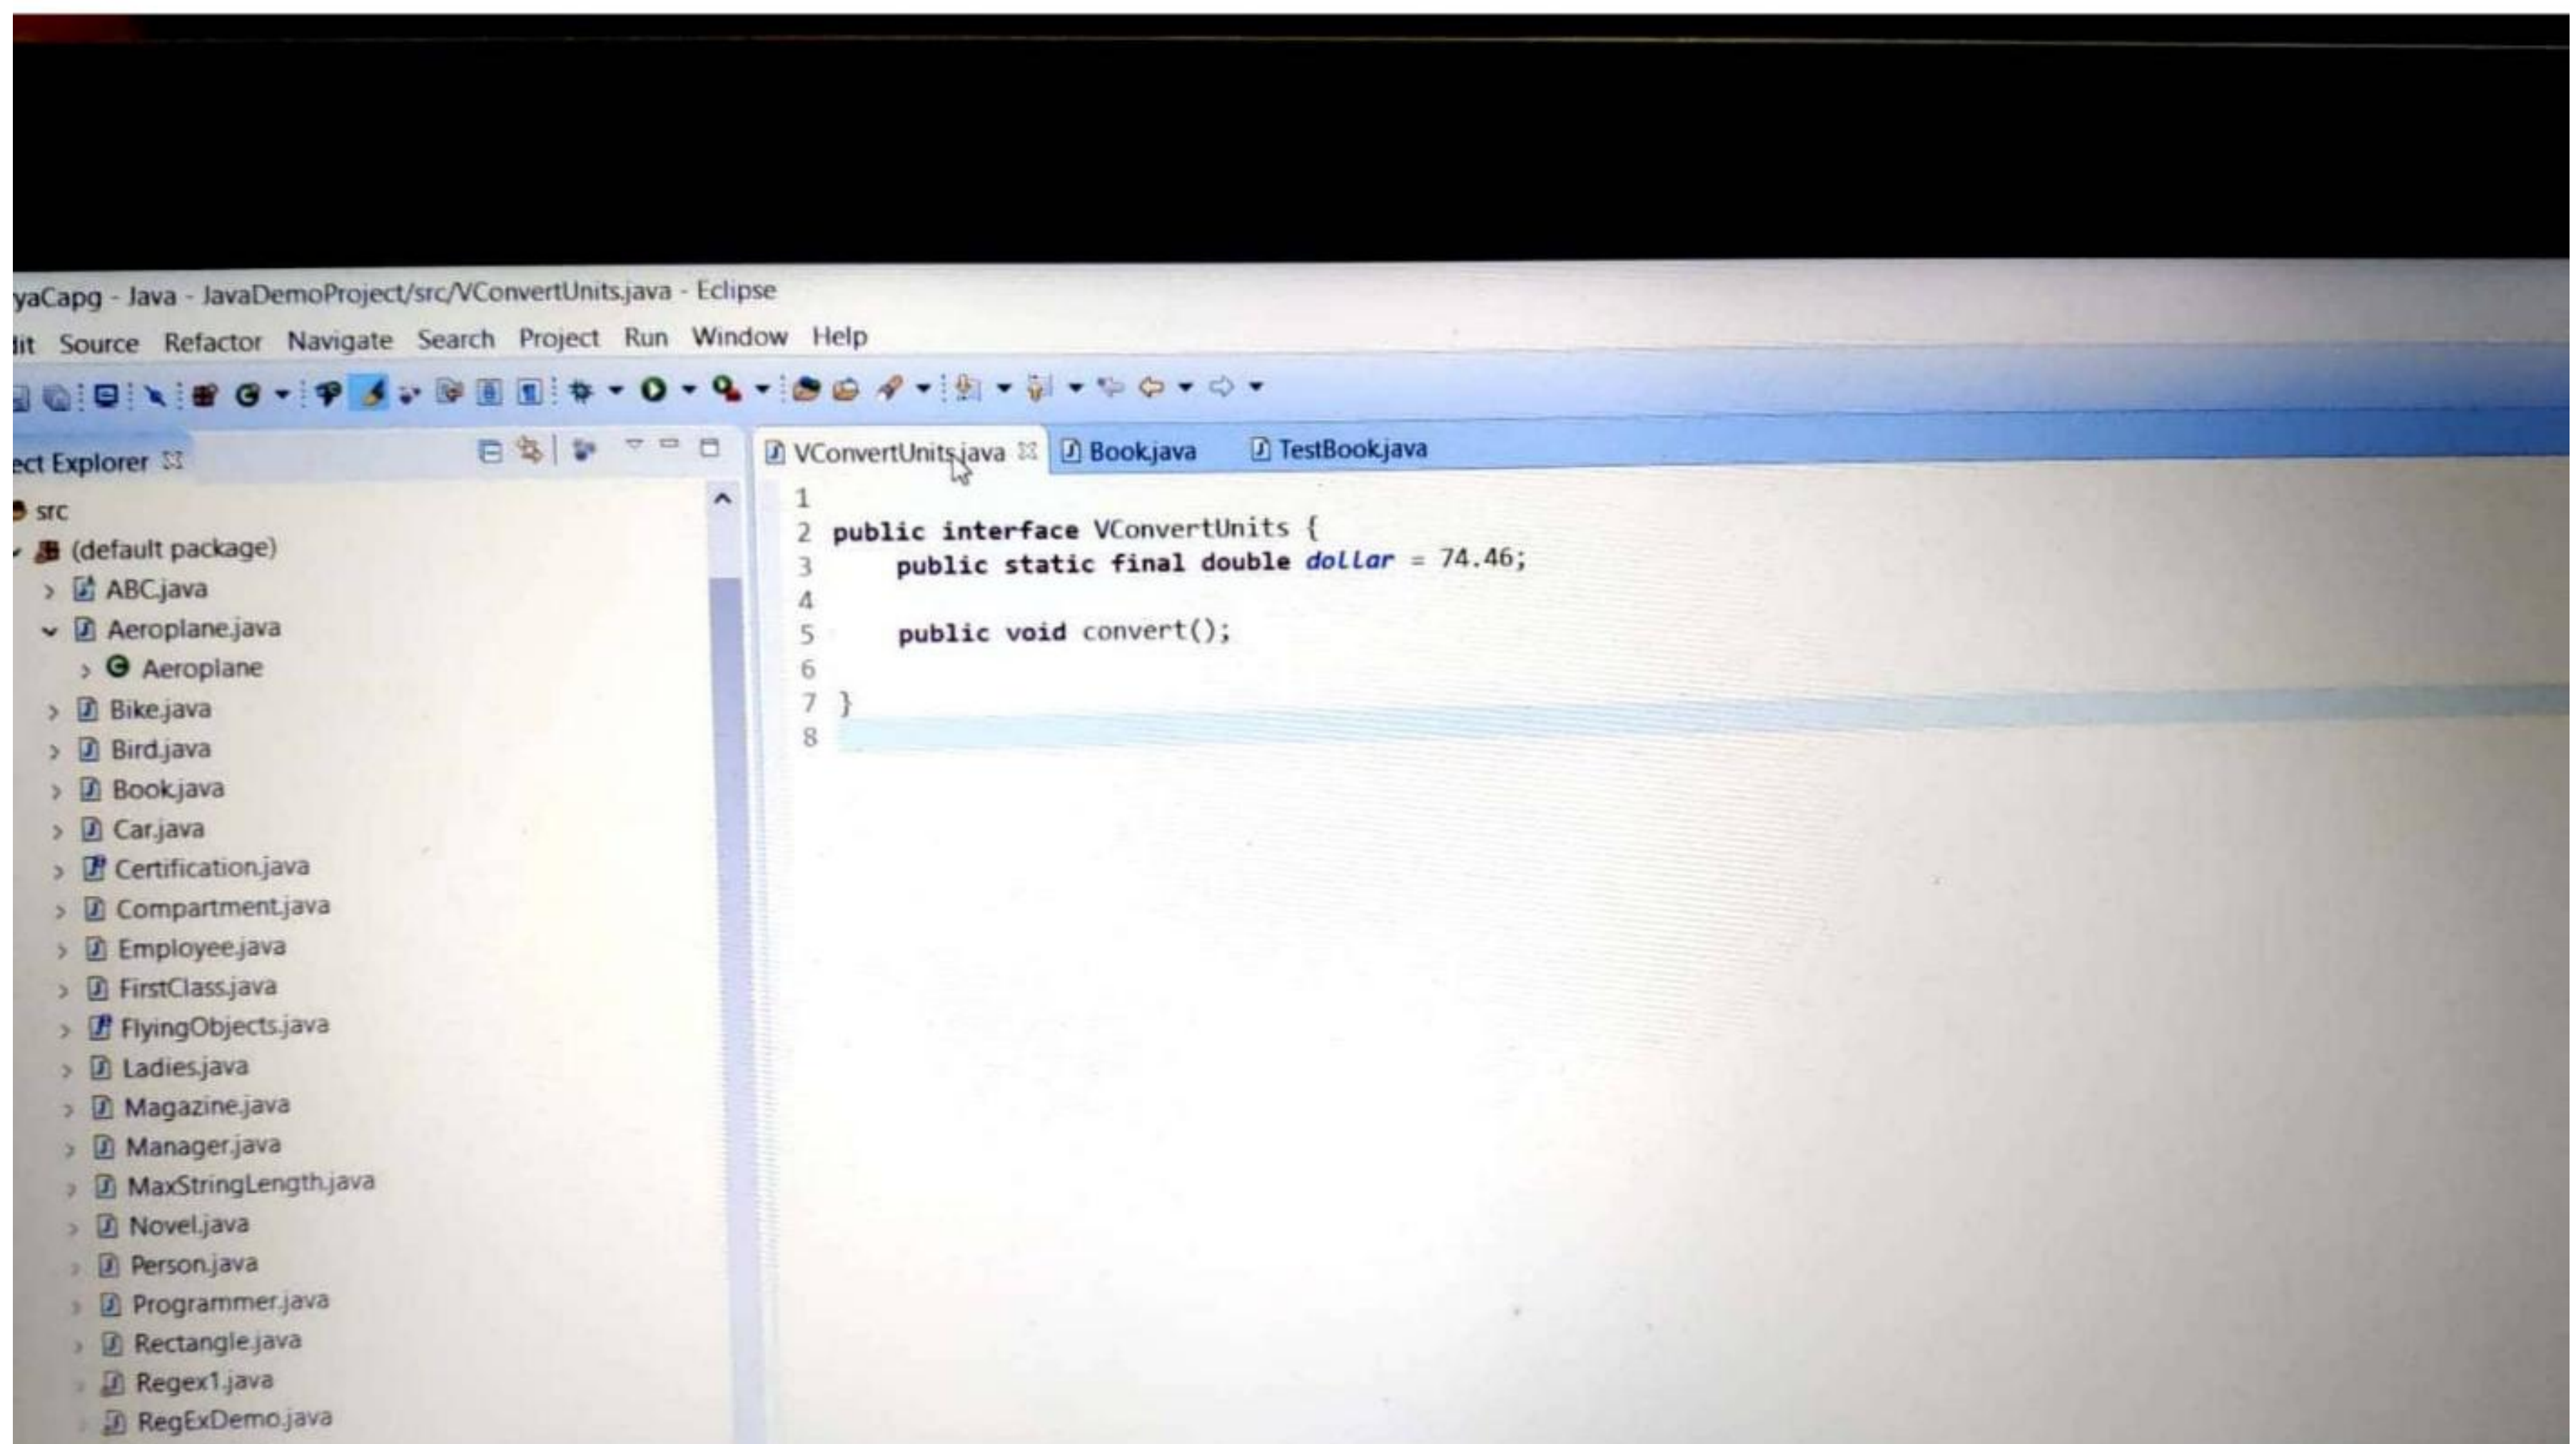 yaCapg - Java - JavaDemoProject/src/VConvertUnits.java - Eclipse
dit Source Refactor Navigate Search Project Run Window Help
ect Explorer
src
(default package)
ABC.java
Aeroplane.java
Aeroplane
Bike.java
Bird.java
Book.java
Car.java
Certification.java
Compartment.java
Employee.java
FirstClass.java
FlyingObjects.java
Ladies.java
Magazine.java
Manager.java
MaxStringLength.java
Novel.java
Person.java
Programmer.java
Rectangle.java
Regex1.java
RegExDemo.java
VConvertUnits.java Book.java TestBook.java
1
2 public interface VConvertUnits {
3 public static final double dollar = 74.46;
4
5 public void convert();
6
7 }
8